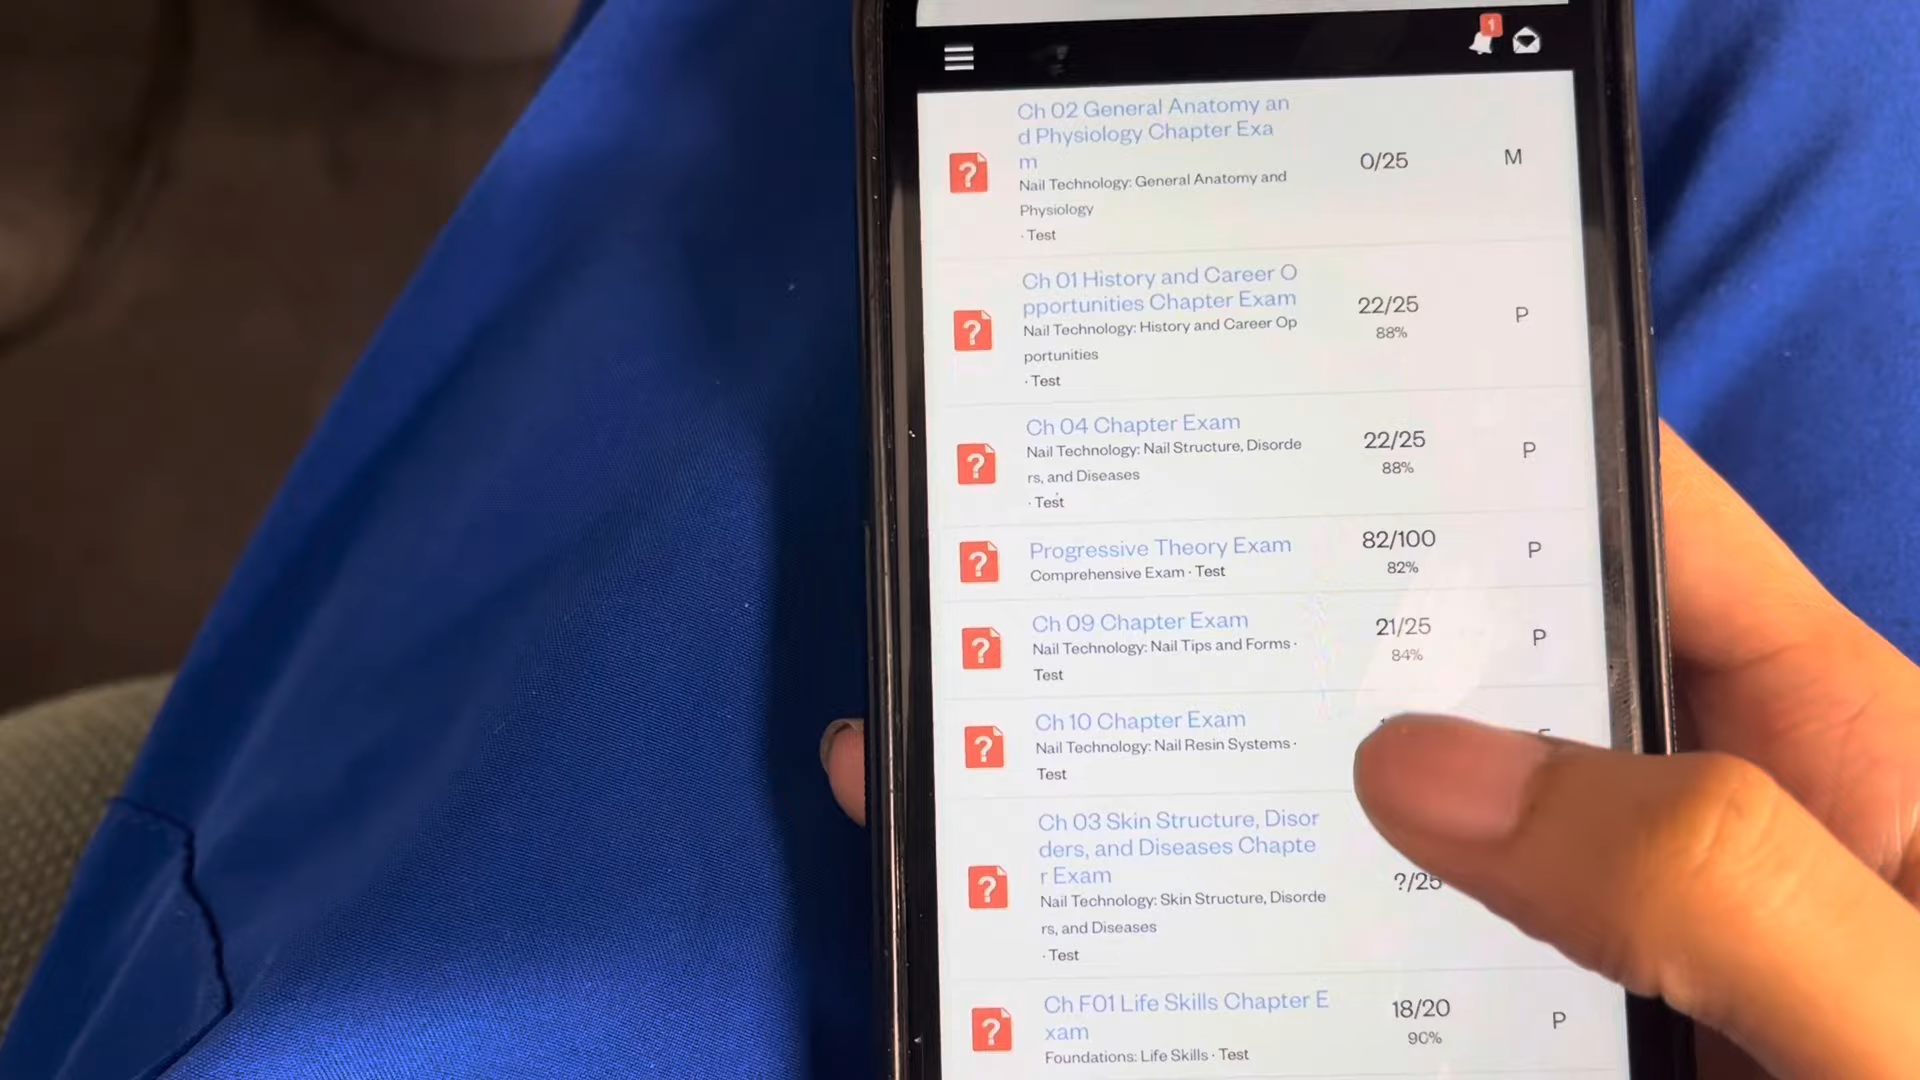 1
Ch 02 General Anatomy an
d Physiology Chapter Exa
m
Nail Technology: General Anatomy and
Physiology
· Test
0/25
M
Ch 01 History and Career O
pportunities Chapter Exam
Nail Technology: History and Career Op
portunities
· Test
22/25
88%
P
Ch 04 Chapter Exam
Nail Technology: Nail Structure, Disorde
rs, and Diseases
· Test
22/25
88%
P
Progressive Theory Exam
Comprehensive Exam · Test
82/100
82%
P
Ch 09 Chapter Exam
Nail Technology: Nail Tips and Forms ·
Test
21/25
84%
P
Ch 10 Chapter Exam
Nail Technology: Nail Resin Systems ·
Test
Ch 03 Skin Structure, Disor
ders, and Diseases Chapte
r Exam
Nail Technology: Skin Structure, Disorde
rs, and Diseases
· Test
?/25
Ch F01 Life Skills Chapter E
xam
Foundations: Life Skills · Test
18/20
90%
P